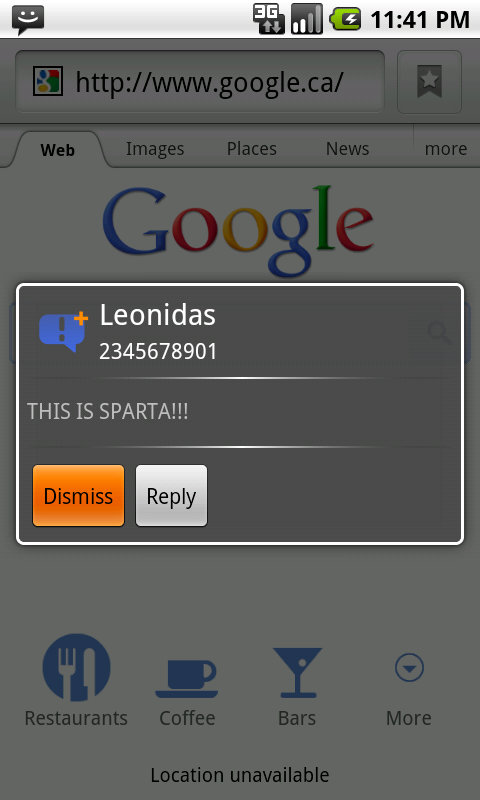 3G 11:41 PM
http://www.google.ca/
Web Images Places News more
Google
Leonidas
2345678901
THIS IS SPARTA!!!
Dismiss Reply
Restaurants Coffee Bars More
Location unavailable